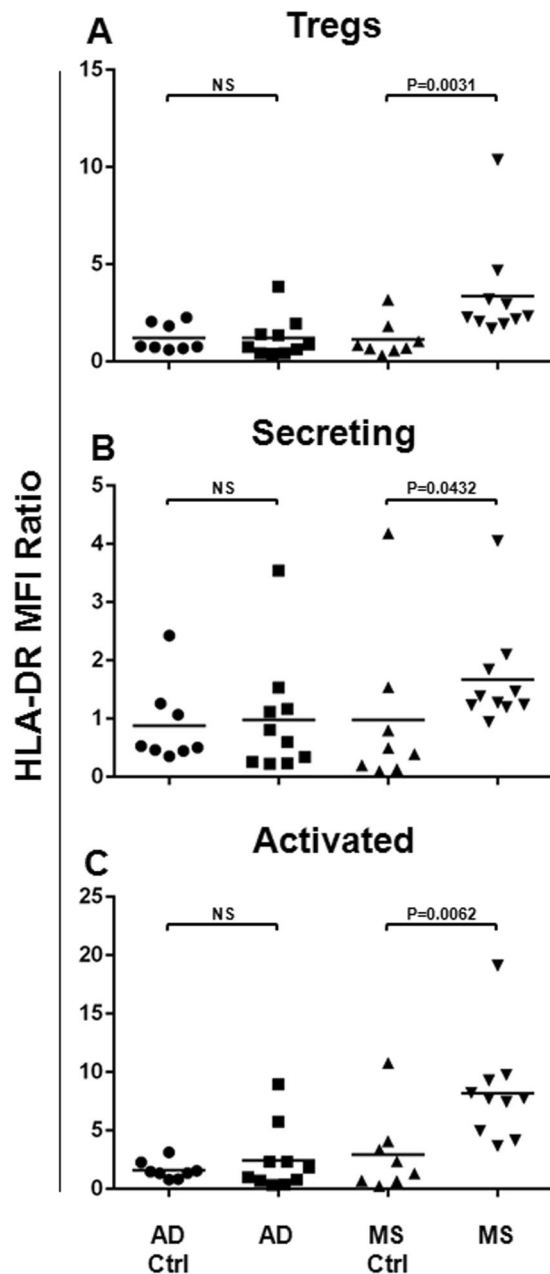 A
Tregs
15
10
5
0
NS
P=0.0031
HLA-DR MFI Ratio
B
Secreting
5
4
3
2
1
0
NS
P=0.0432
C
Activated
25
20
15
10
5
0
NS
P=0.0062
AD
Ctrl
AD
MS
Ctrl
MS